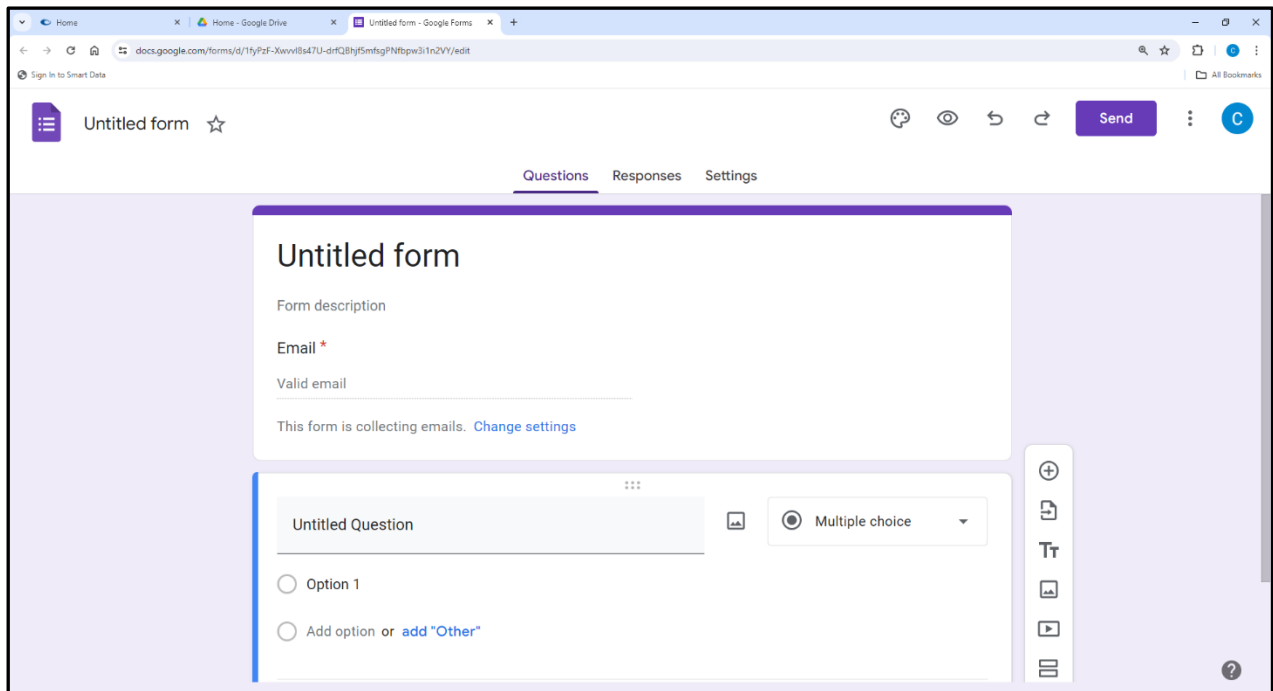 Home
Home - Google Drive
Untitled form - Google Forms
docs.google.com/forms/d/1fyPzF-Xwvvl8s47U-drfQBhjf5mfsgPNfbpw3i1n2VY/edit
C
Sign In to Smart Data
All Bookmarks
Untitled form
Send
C
Questions
Responses
Settings
Untitled form
Form description
Email *
Valid email
This form is collecting emails. Change settings
Untitled Question
Multiple choice
Option 1
Tт
Add option or add "Other"